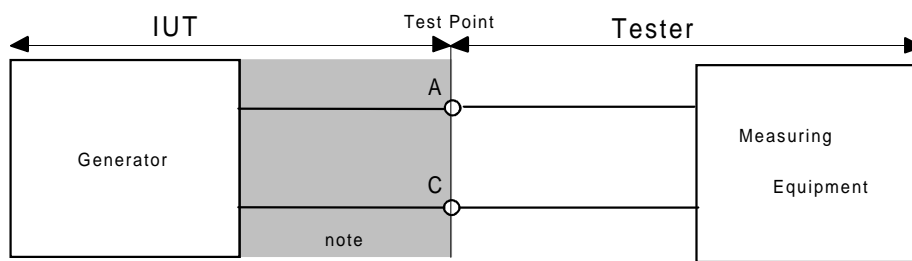 IUT
Test Point
Tester
A
Generator
Measuring
Equipment
C
note